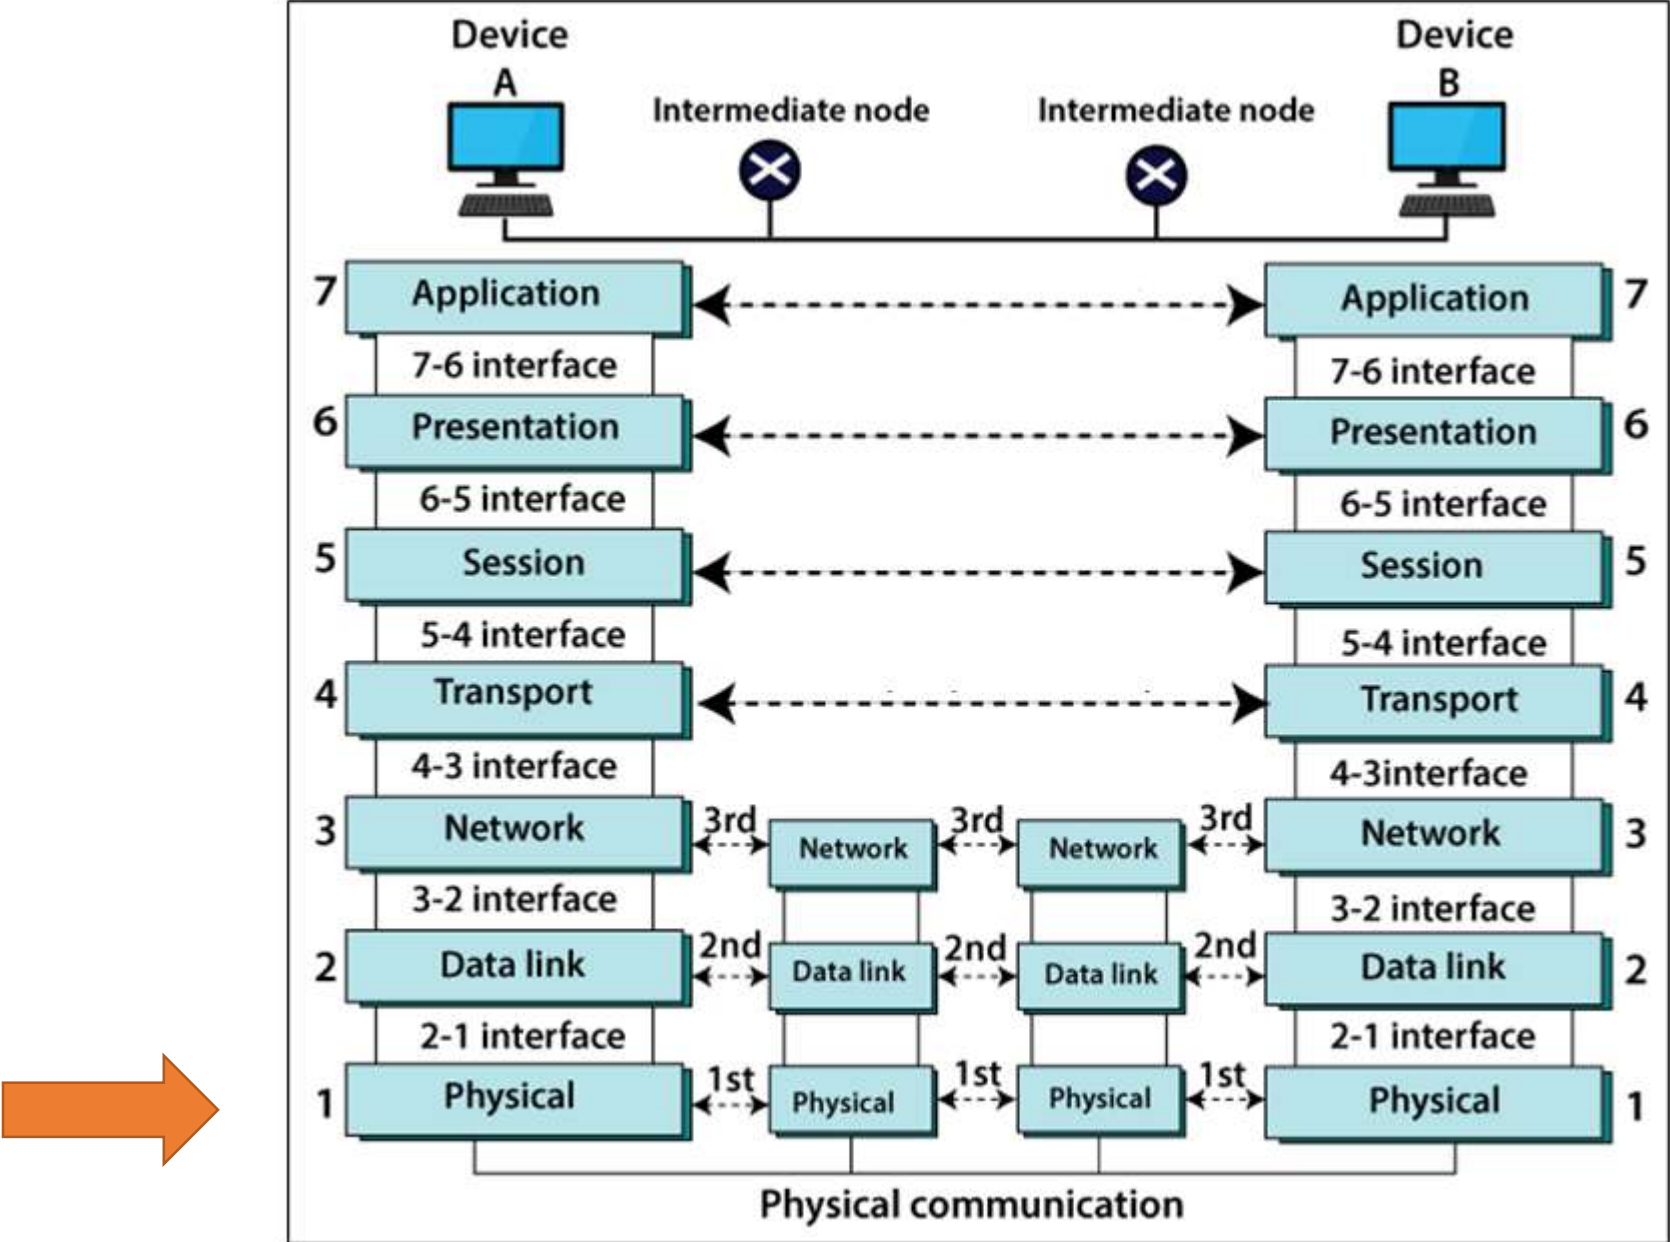 Device
A
Device
B
Intermediate node
Intermediate node
7 Application
Application 7
7-6 interface
7-6 interface
6 Presentation
Presentation 6
6-5 interface
6-5 interface
5 Session
Session 5
5-4 interface
5-4 interface
4 Transport
Transport 4
4-3 interface
4-3interface
3 Network 3rd Network 3rd Network 3rd Network 3
3-2 interface
3-2 interface
2 Data link 2nd Data link 2nd Data link 2nd Data link 2
2-1 interface
2-1 interface
1 Physical 1st Physical 1st Physical 1st Physical 1
Physical communication